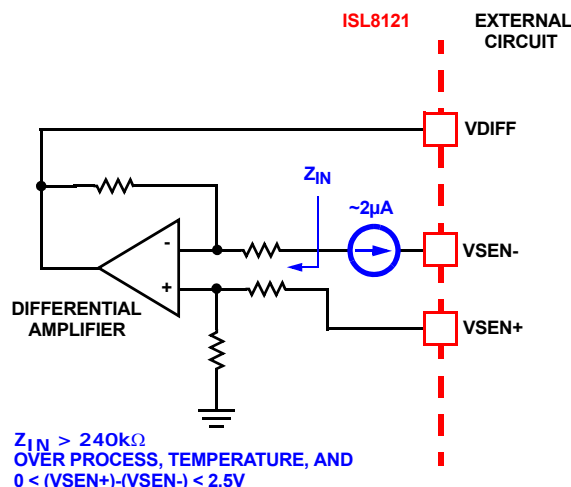 ISL8121
EXTERNAL
CIRCUIT
VDIFF
ZIN
~2µA
-
VSEN-
+
DIFFERENTIAL
AMPLIFIER
VSEN+
ZIN > 240kΩ
OVER PROCESS, TEMPERATURE, AND
0 < (VSEN+)-(VSEN-) < 2.5V